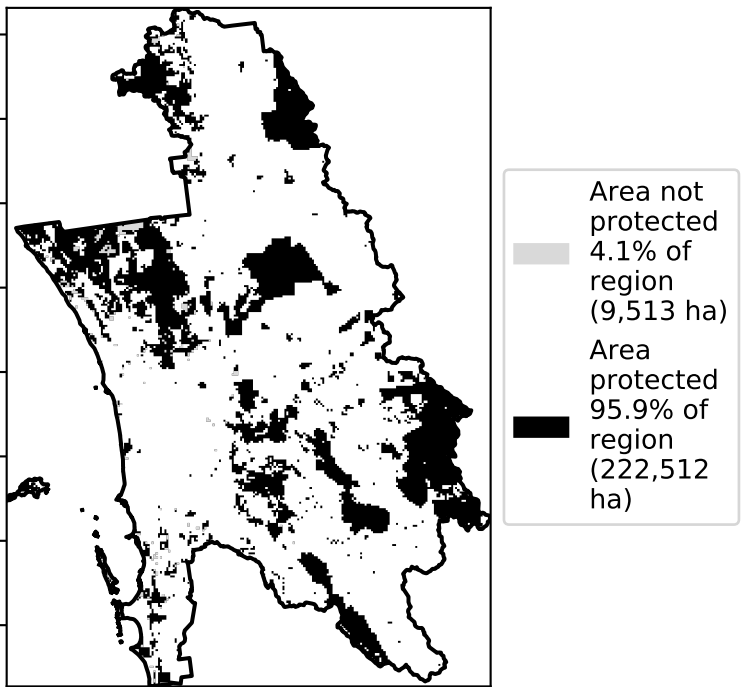 Area not
protected
4.1% of
region
(9,513 ha)
Area
protected
95.9% of
region
(222,512
ha)